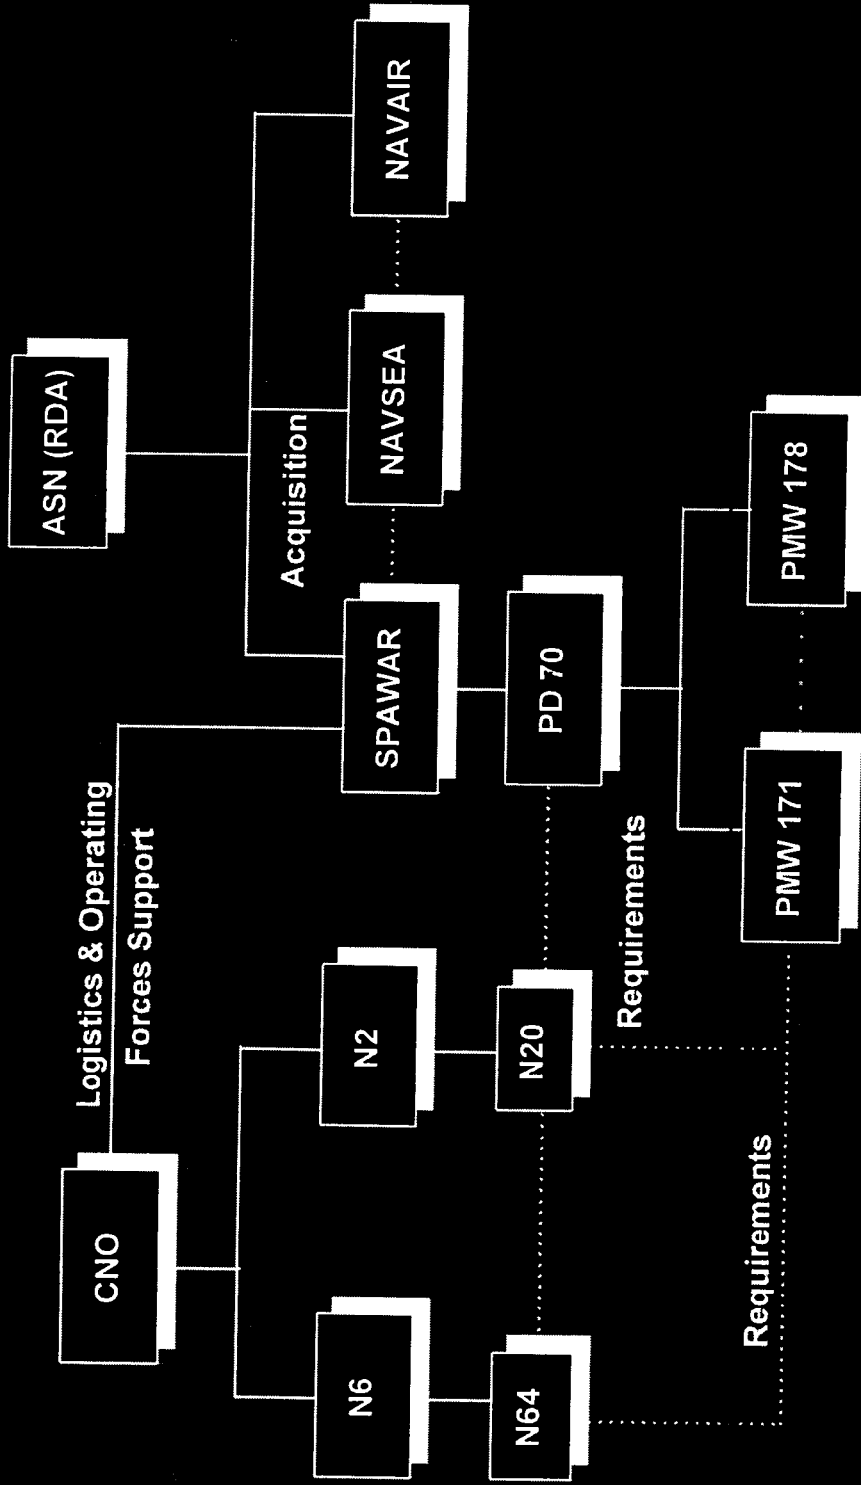 CNO
Logistics & Operating
Forces Support
ASN (RDA)
N6
N2
SPAWAR
Acquisition
NAVSEA
NAVAIR
N64
N20
PD 70
Requirements
Requirements
PMW 171
PMW 178